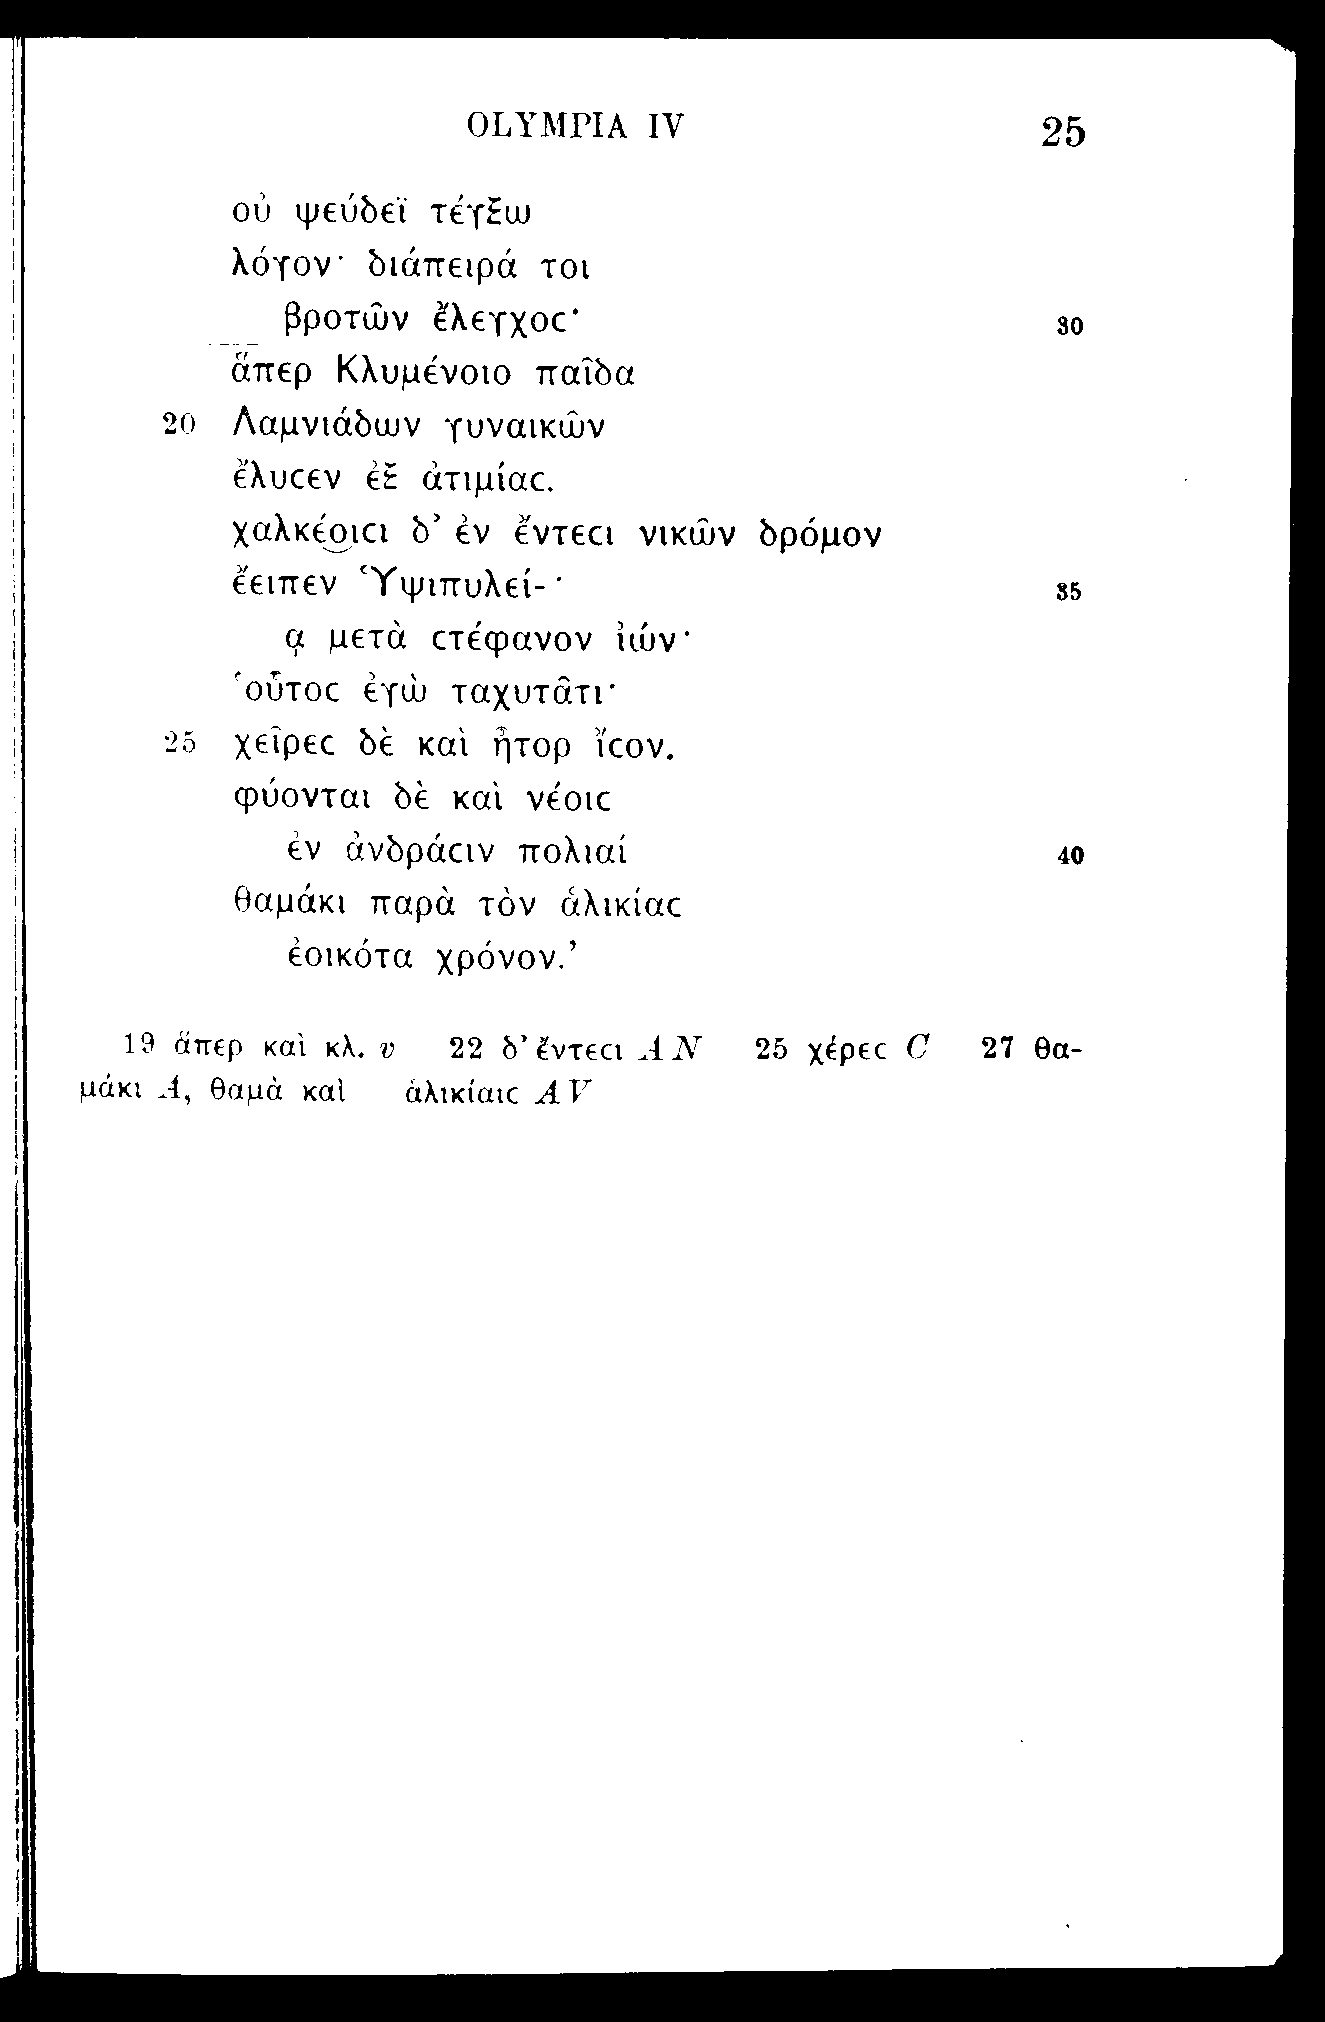 OLYMPIA IV 25
οὐ ψεύδεϊ τέγξω
λόγον· διάπειρά τοι
βροτῶν ἔλεγχοϲ· 30
ἅπερ Κλυμένοιο παῖδα
20 Λαμνιάδων γυναικῶν
ἔλυϲεν ἐξ ἀτιμίαϲ.
χαλκέοιϲι δ’ ἐν ἔντεϲι νικῶν δρόμον
ἔειπεν Ὑψιπυλεί- · 35
ᾳ μετὰ ϲτέφανον ἰών·
‘οὗτοϲ ἐγὼ ταχυτᾶτι·
25 χεῖρεϲ δὲ καὶ ἦτορ ἴϲον.
φύονται δὲ καὶ νέοιϲ
ἐν ἀνδράϲιν πολιαί 40
θαμάκι παρὰ τὸν ἁλικίαϲ
ἐοικότα χρόνον.’
19 ἅπερ καὶ κλ. v 22 δ’ ἔντεϲι A N 25 χέρεϲ C 27 θα-
μάκι A, θαμὰ καὶ ἁλικίαιϲ A V